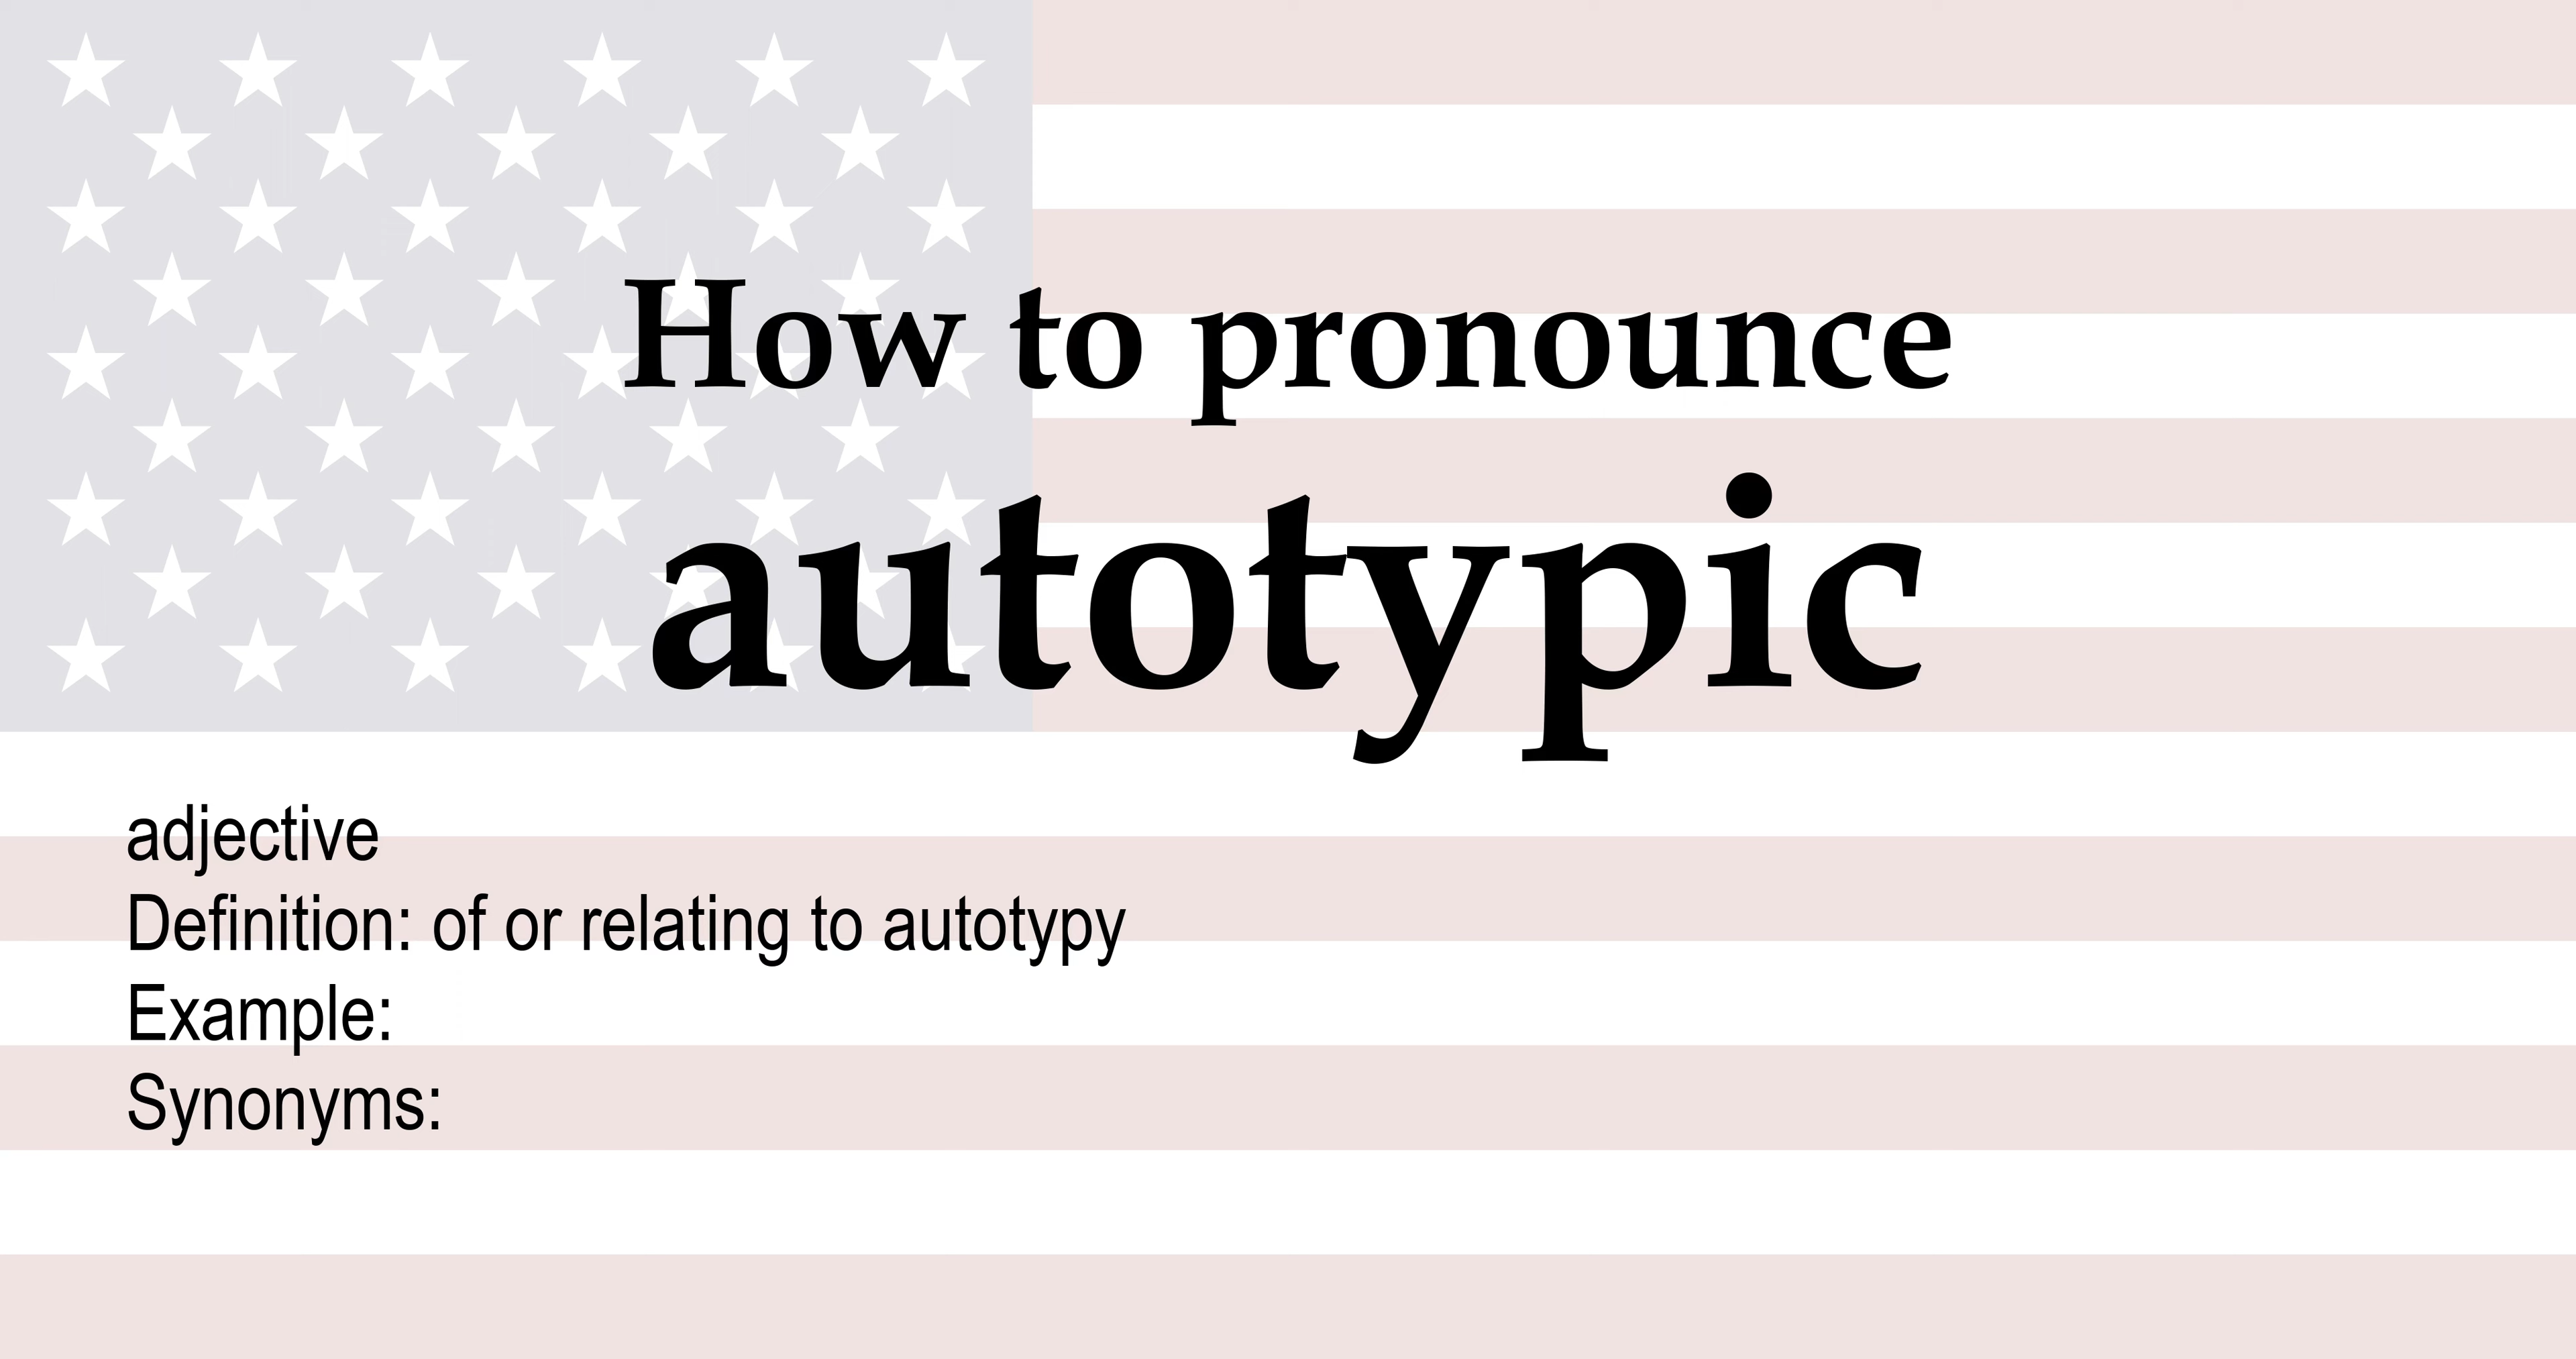 How to pronounce
autotypic
adjective
Definition: of or relating to autotypy
Example:
Synonyms: